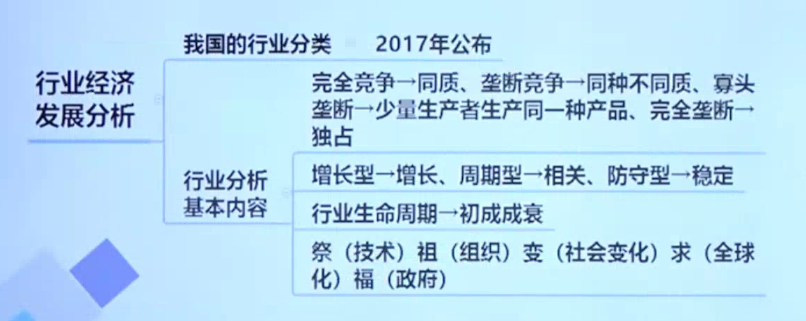 我国的行业分类
2017年公布
行业经济
发展分析
完全竞争→同质、垄断竞争→同种不同质、寡头
垄断→少量生产者生产同一种产品、完全垄断→
独占
行业分析
基本内容
增长型→增长、周期型→相关、防守型→稳定
行业生命周期→初成成衰
祭（技术）祖（组织）变（社会变化）求（全球
化）福（政府）